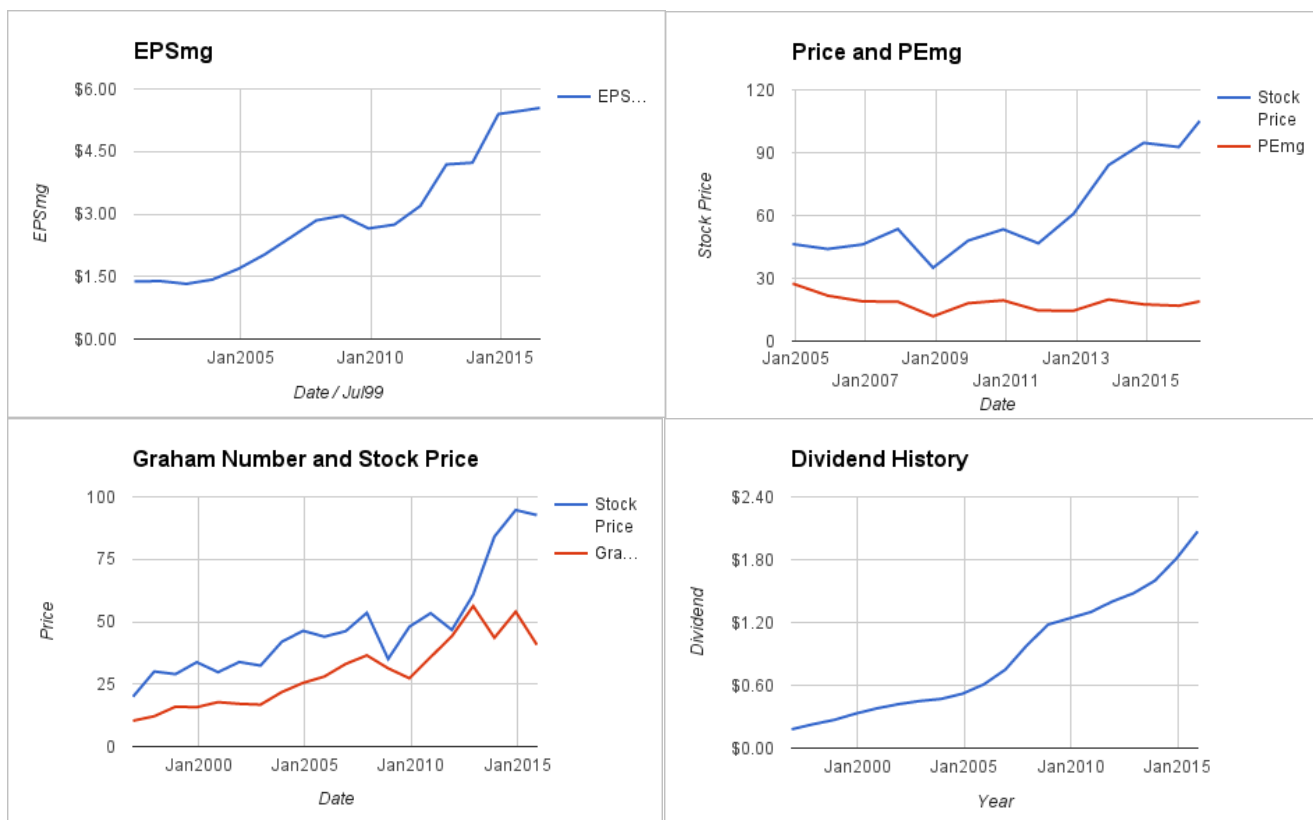 EPSmg
$6.00
$4.50
$3.00
$1.50
$0.00
EPSmg
Jan2005
Jan2010
Jan2015
Date / Jul99
EPS…
Price and PEmg
120
90
60
30
0
Stock Price
Jan2005
Jan2009
Jan2013
Jan2007
Jan2011
Jan2015
Date
Stock
Price
PEmg
Graham Number and Stock Price
100
75
50
25
0
Price
Jan2000
Jan2005
Jan2010
Jan2015
Date
Stock
Price
Gra…
Dividend History
$2.40
$1.80
$1.20
$0.60
$0.00
Dividend
Jan2000
Jan2005
Jan2010
Jan2015
Year